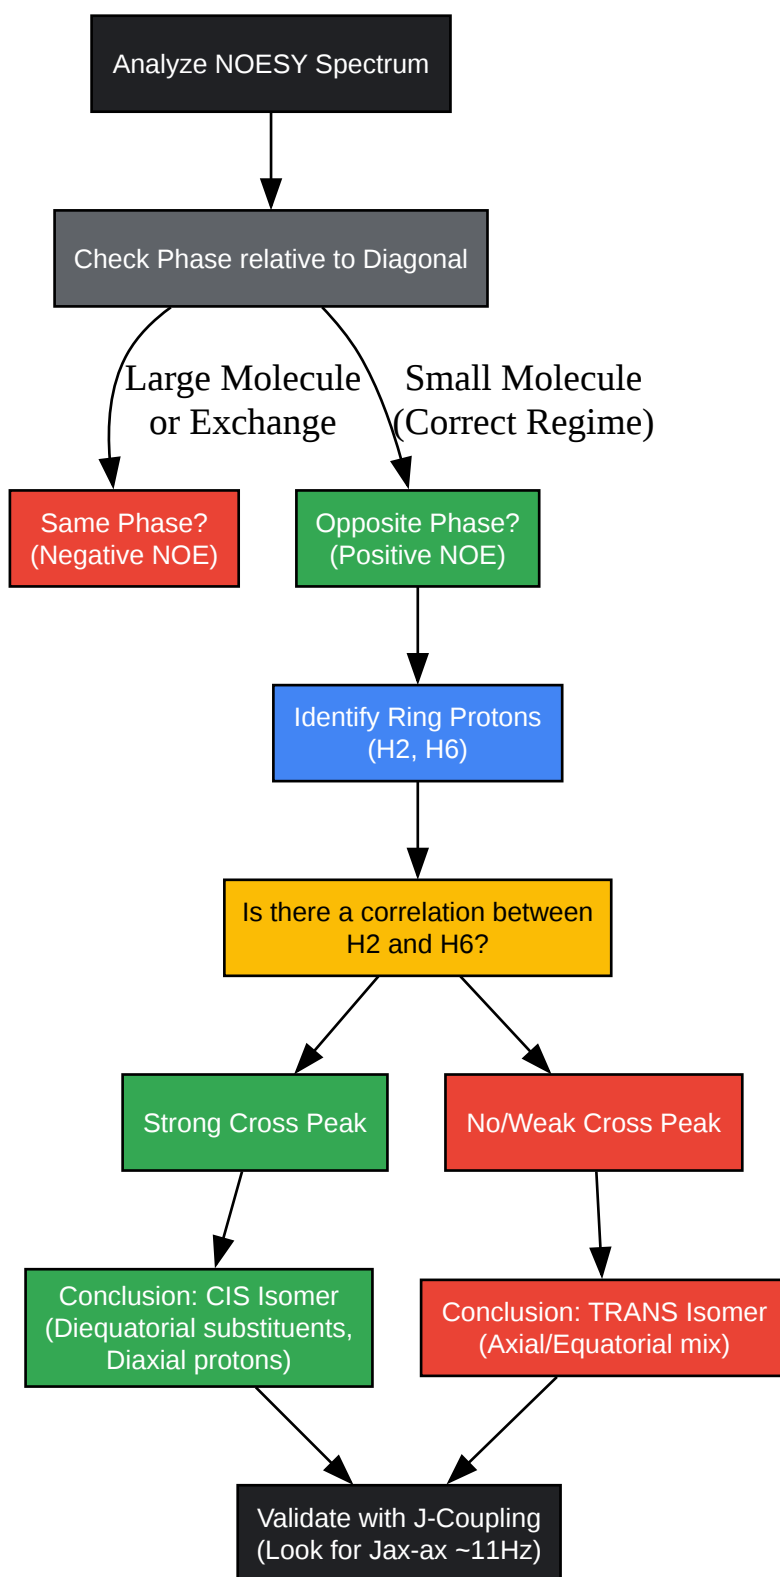 Analyze NOESY Spectrum
Check Phase relative to Diagonal
Large Molecule
or Exchange
Small Molecule
(Correct Regime)
Same Phase?
(Negative NOE)
Opposite Phase?
(Positive NOE)
Identify Ring Protons
(H2, H6)
Is there a correlation between
H2 and H6?
Strong Cross Peak
No/Weak Cross Peak
Conclusion: CIS Isomer
(Diequatorial substituents,
Diaxial protons)
Conclusion: TRANS Isomer
(Axial/Equatorial mix)
Validate with J-Coupling
(Look for Jax-ax ~11Hz)